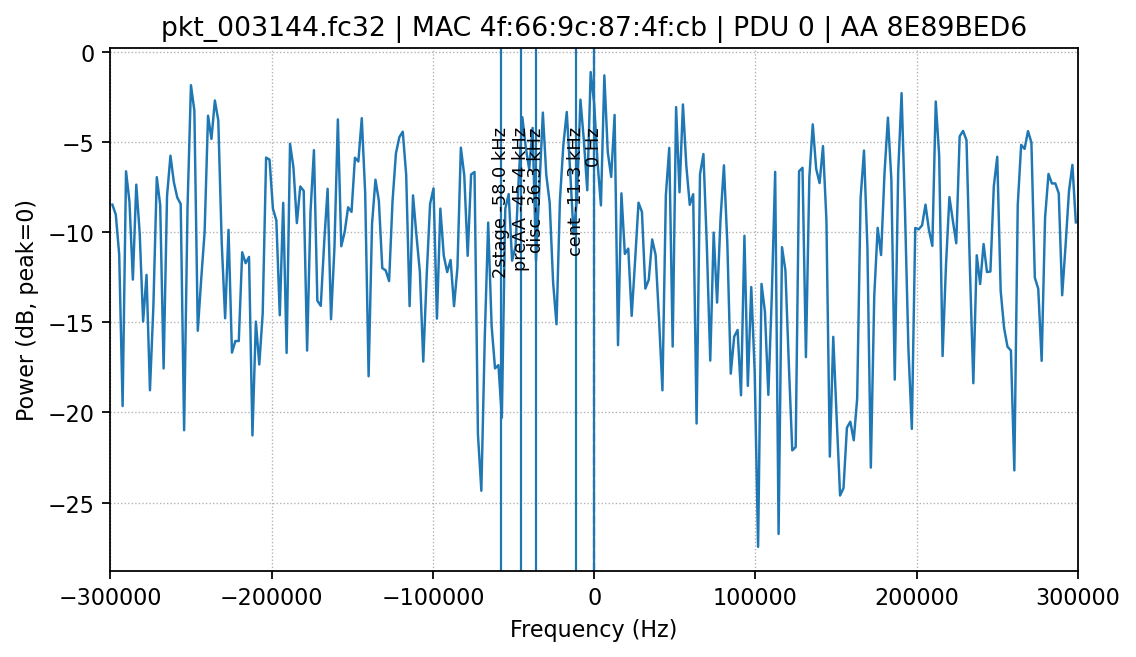 pkt_003144.fc32 | MAC 4f:66:9c:87:4f:cb | PDU 0 | AA 8E89BED6
Power (dB, peak=0)
0
−5
−10
−15
−20
−25
2stage -58.0 kHz
preAA -45.4 kHz
disc -36.3 kHz
cent -11.3 kHz
0 Hz
−300000
−200000
−100000
0
100000
200000
300000
Frequency (Hz)